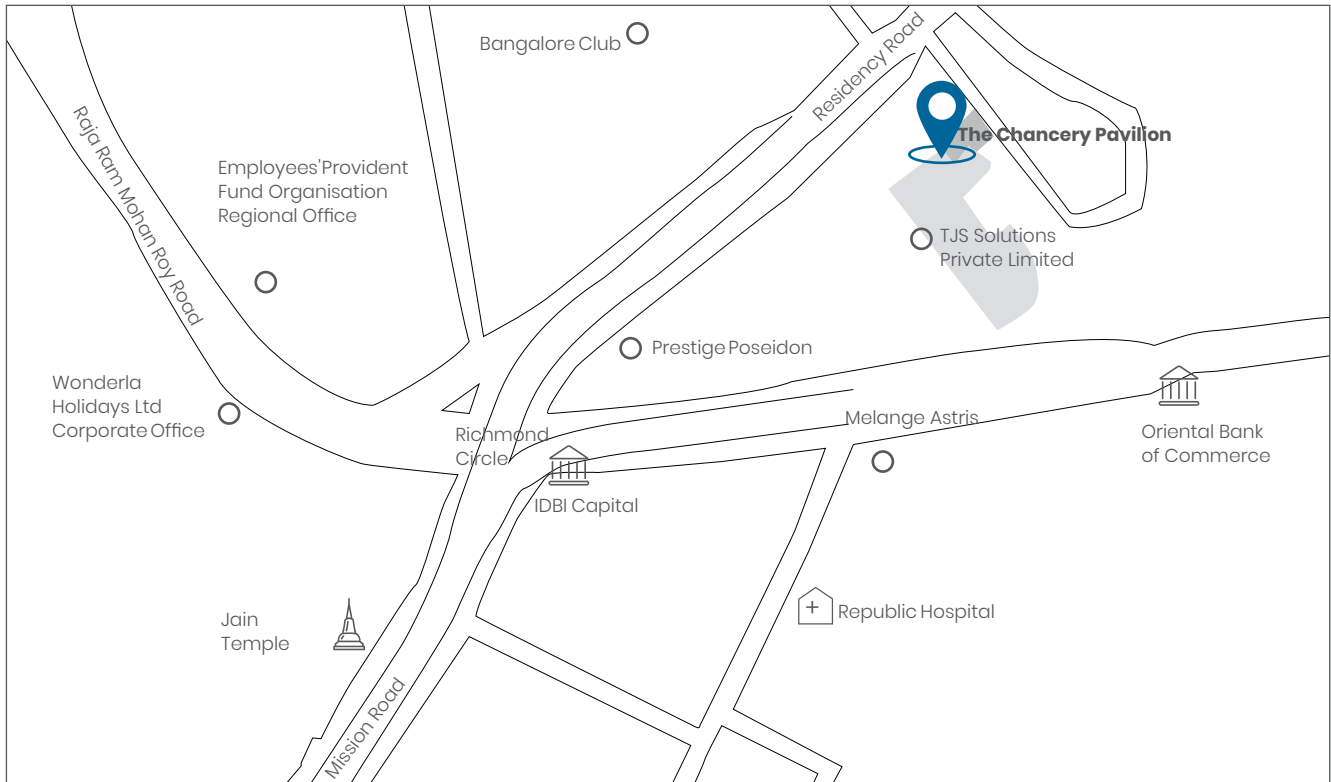 Bangalore Club
Residency Road
The Chancery Pavilion
Raja Ram Mohan Roy Road
Employees'Provident
Fund Organisation
Regional Office
TJS Solutions
Private Limited
Prestige Poseidon
Wonderla
Holidays Ltd
Corporate Office
Melange Astris
Richmond
Circle
Oriental Bank
of Commerce
IDBI Capital
Republic Hospital
Jain
Temple
Mission Road